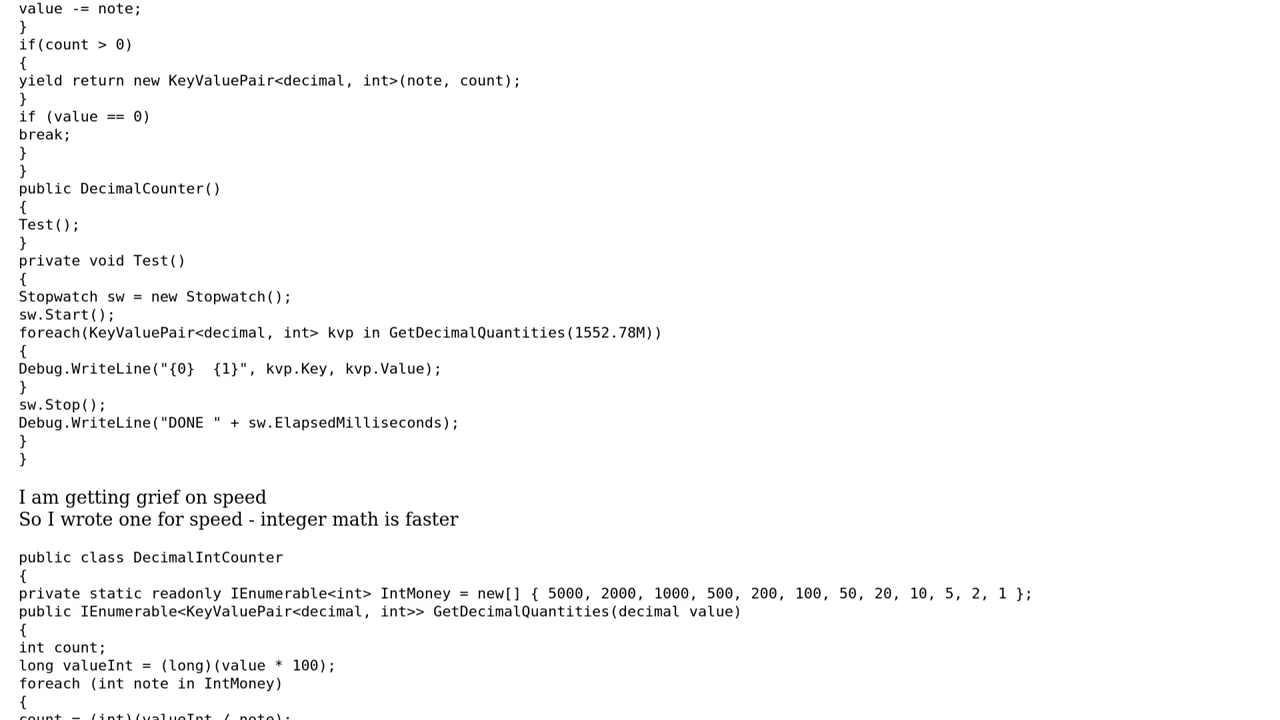 value -= note;
}
if(count > 0)
{
yield return new KeyValuePair<decimal, int>(note, count);
}
if (value == 0)
break;
}
}
public DecimalCounter()
{
Test();
}
private void Test()
{
Stopwatch sw = new Stopwatch();
sw.Start();
foreach(KeyValuePair<decimal, int> kvp in GetDecimalQuantities(1552.78M))
{
Debug.WriteLine("{0}  {1}", kvp.Key, kvp.Value);
}
sw.Stop();
Debug.WriteLine("DONE " + sw.ElapsedMilliseconds);
}
}
I am getting grief on speed
So I wrote one for speed - integer math is faster
public class DecimalIntCounter
{
private static readonly IEnumerable<int> IntMoney = new[] { 5000, 2000, 1000, 500, 200, 100, 50, 20, 10, 5, 2, 1 };
public IEnumerable<KeyValuePair<decimal, int>> GetDecimalQuantities(decimal value)
{
int count;
long valueInt = (long)(value * 100);
foreach (int note in IntMoney)
{
count = (int)(valueInt / note);